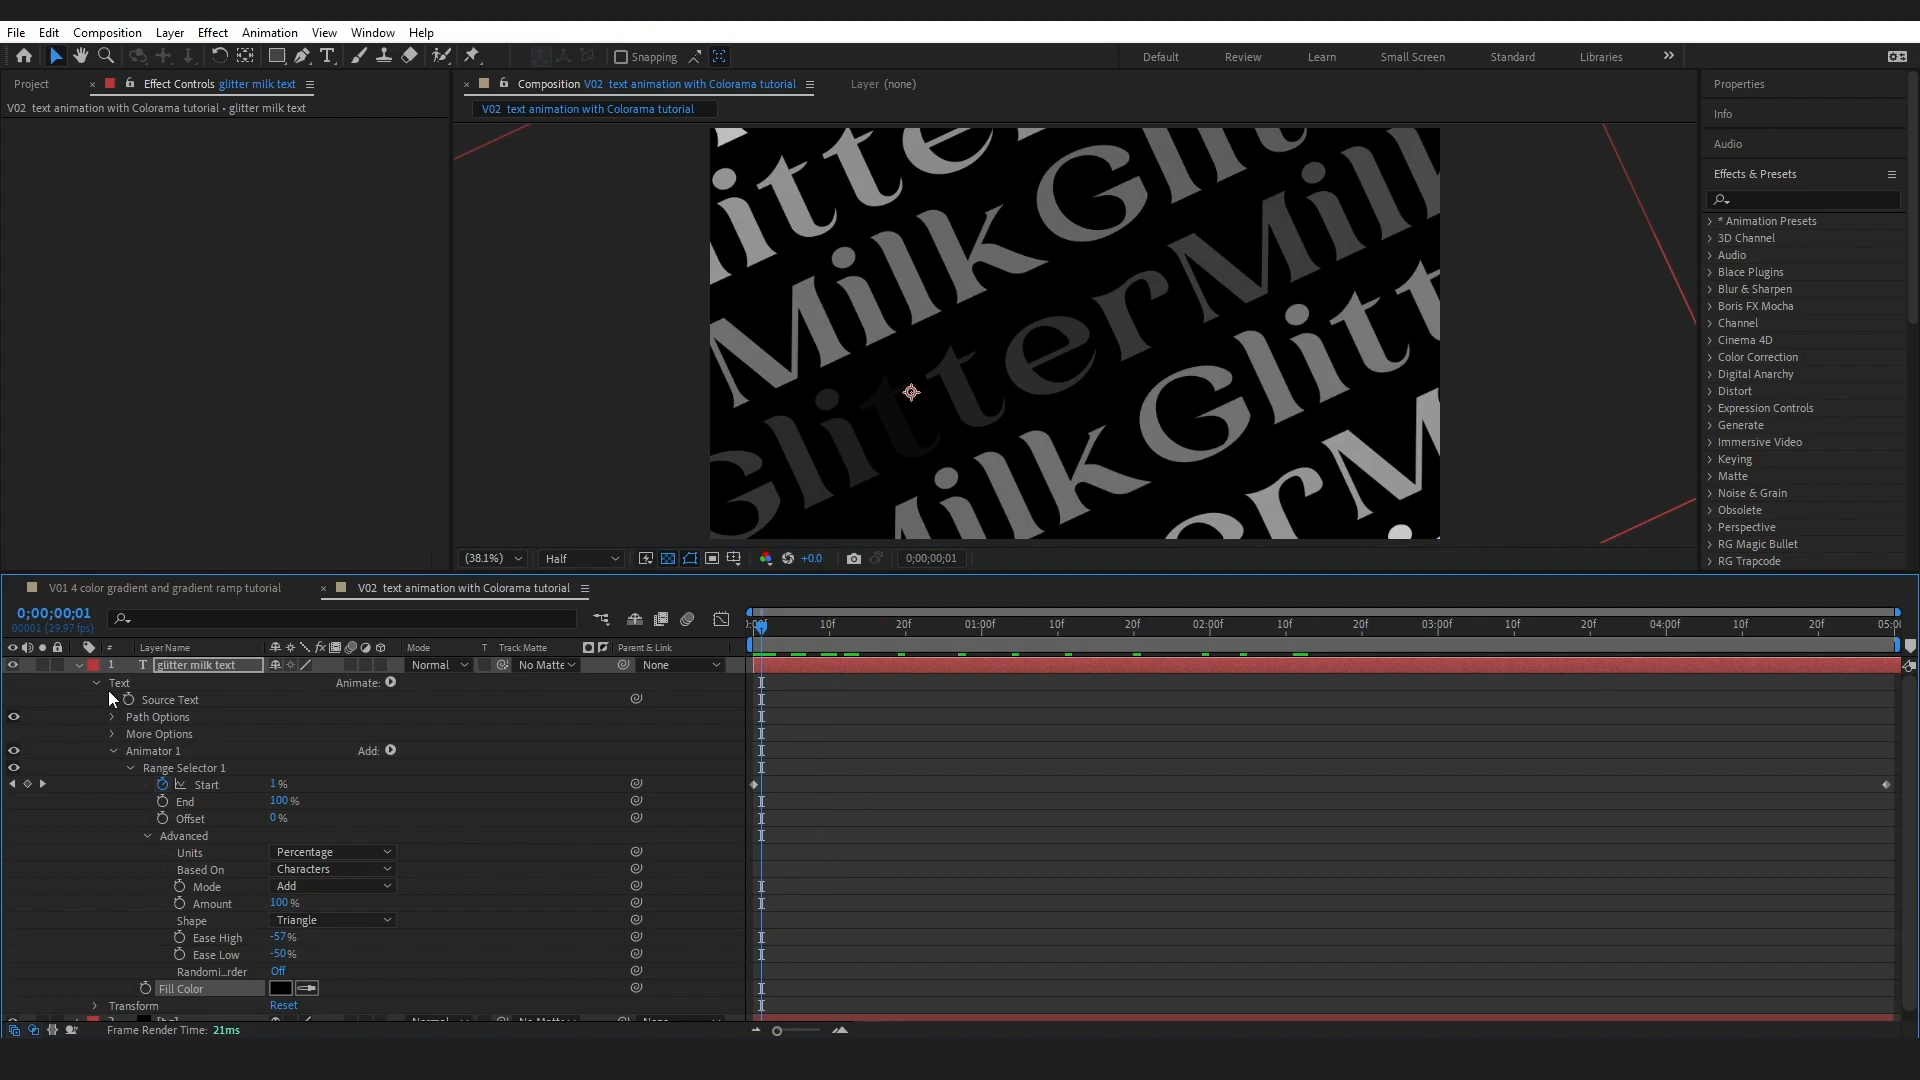 File Edit Composition Layer Effect Animation View Window Help
Snapping
Default Review Learn Small Screen Standard Libraries
Project
Effect Controls glitter milk text
Composition V02 text animation with Colorama tutorial
Layer (none)
Properties
V02 text animation with Colorama tutorial • glitter milk text
V02 text animation with Colorama tutorial
Info
Audio
Effects & Presets
* Animation Presets
3D Channel
Audio
Blace Plugins
Blur & Sharpen
Boris FX Mocha
Channel
Cinema 4D
Color Correction
Digital Anarchy
Distort
Expression Controls
Generate
Immersive Video
Keying
Matte
Noise & Grain
Obsolete
Perspective
RG Magic Bullet
RG Trapcode
litter
Milk Glit
Glitter Milk
Milk Glitt
er M
(38.1%) Half +0.0 0;00;00;01
V01 4 color gradient and gradient ramp tutorial
V02 text animation with Colorama tutorial
0;00;00;01
00001 (29.97 fps)
10f 20f 01:00f 10f 20f 02:00f 10f 20f 03:00f 10f 20f 04:00f 10f 20f 05:00
# Layer Name Mode T Track Matte Parent & Link
1 T glitter milk text Normal No Matte None
Text Animate:
Source Text
Path Options
More Options
Animator 1 Add:
Range Selector 1
Start 1%
End 100%
Offset 0%
Advanced
Units Percentage
Based On Characters
Mode Add
Amount 100%
Shape Triangle
Ease High -57%
Ease Low -50%
Randomi...rder Off
Fill Color
Transform Reset
Frame Render Time: 21ms